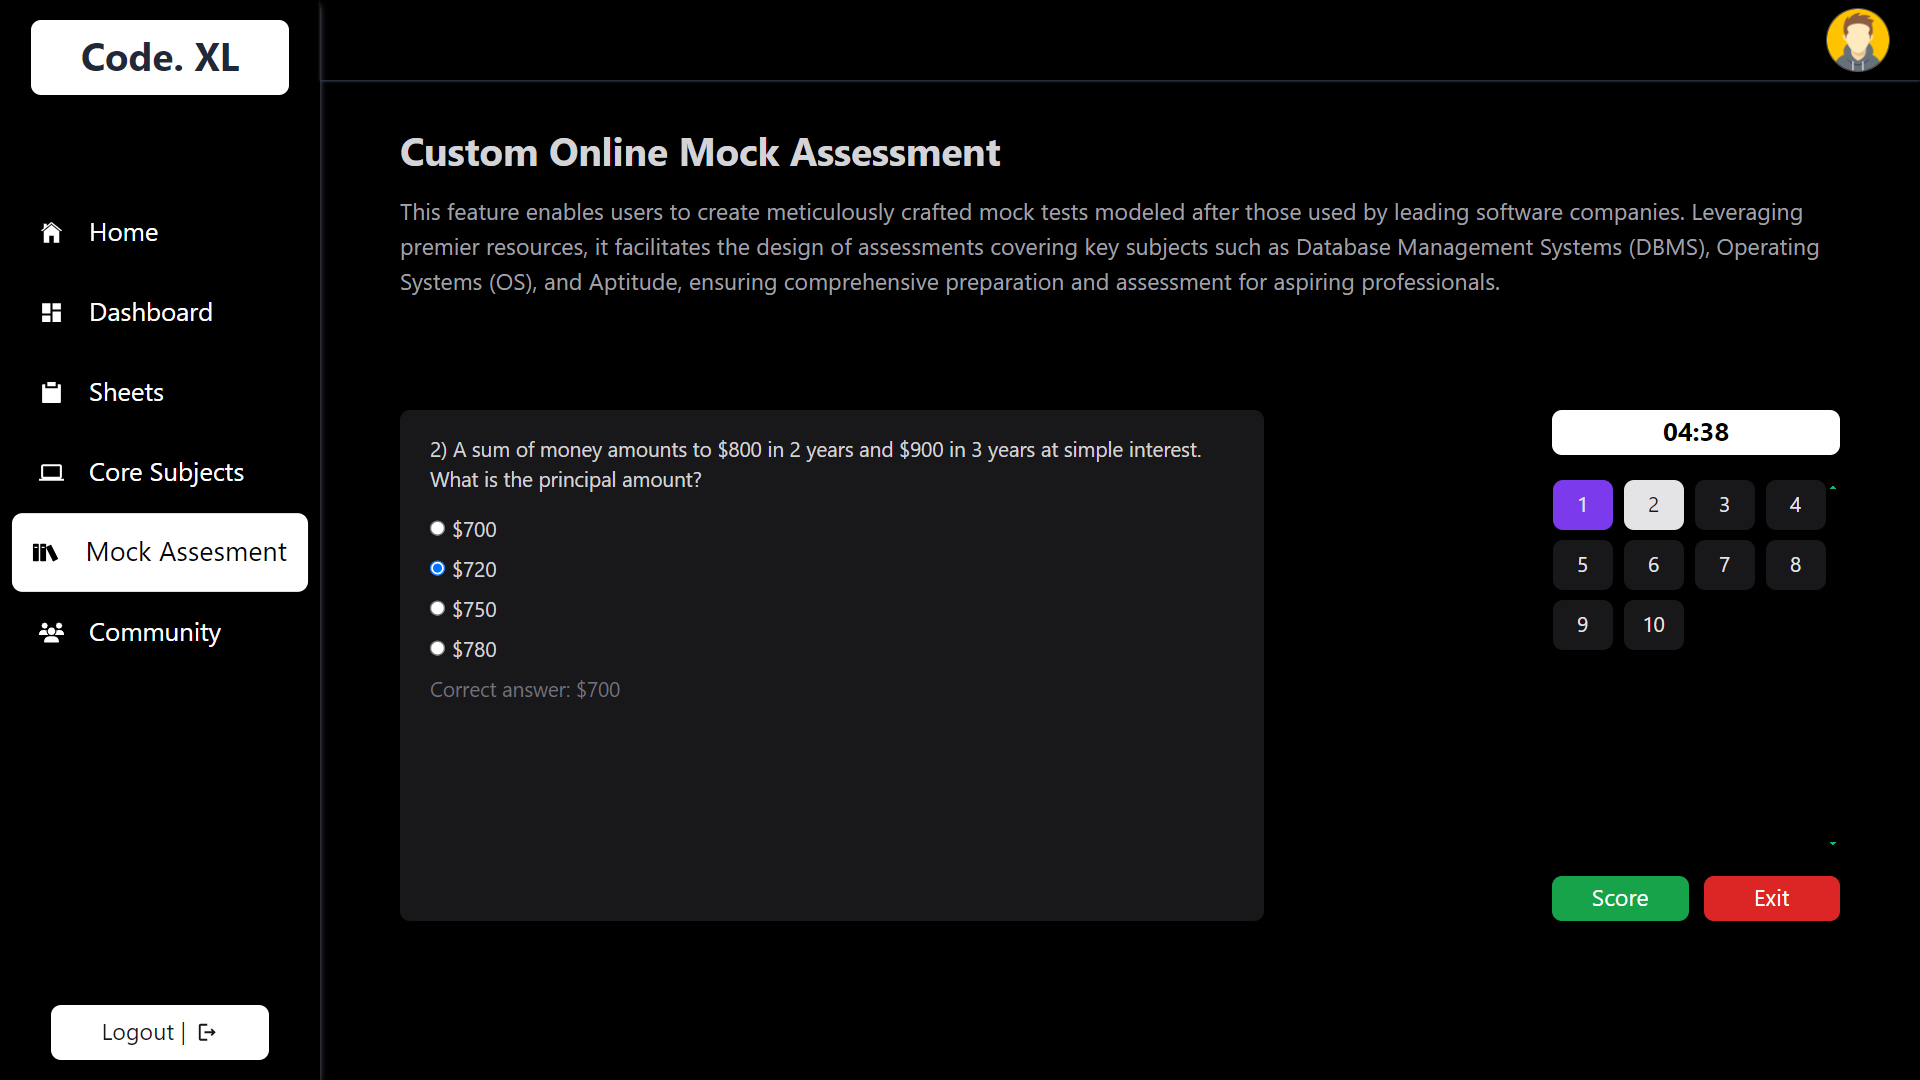 Code. XL
Home
Dashboard
Sheets
Core Subjects
Mock Assesment
Community
Logout |
Custom Online Mock Assessment
This feature enables users to create meticulously crafted mock tests modeled after those used by leading software companies. Leveraging
premier resources, it facilitates the design of assessments covering key subjects such as Database Management Systems (DBMS), Operating
Systems (OS), and Aptitude, ensuring comprehensive preparation and assessment for aspiring professionals.
2) A sum of money amounts to $800 in 2 years and $900 in 3 years at simple interest.
What is the principal amount?
$700
$720
$750
$780
Correct answer: $700
04:38
1 2 3 4
5 6 7 8
9 10
Score Exit